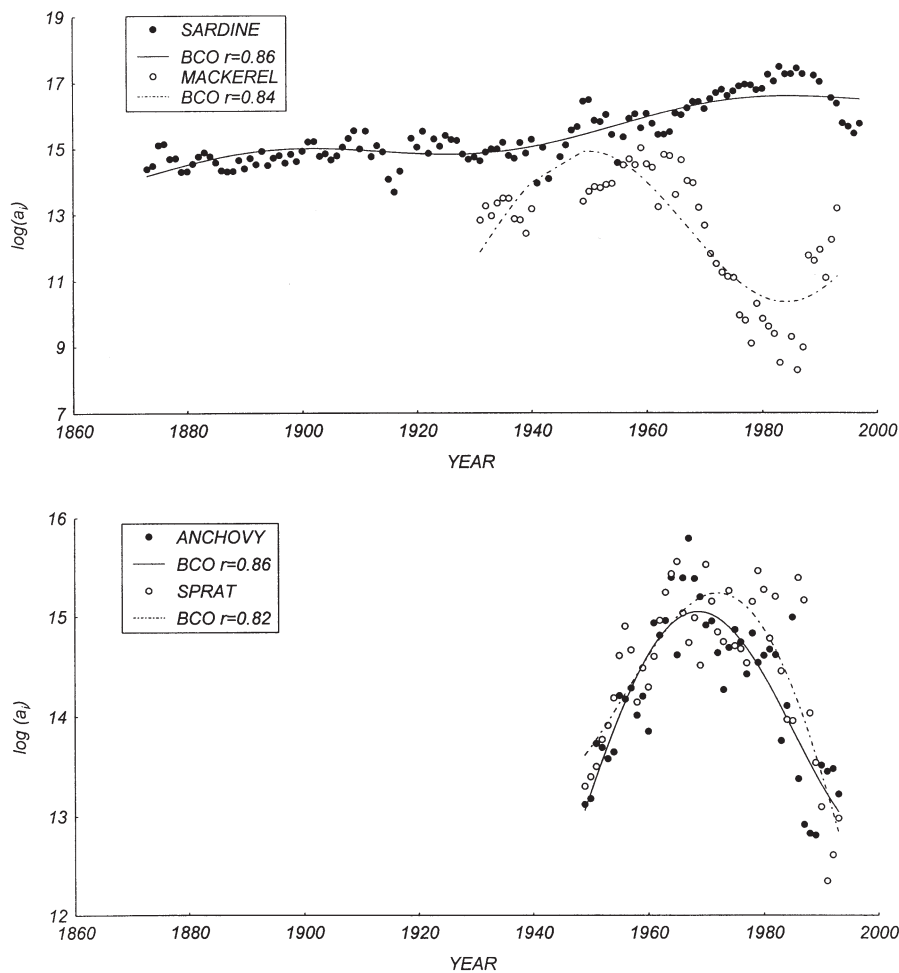 19
17
15
13
11
9
7
log(ai)
SARDINE
BCO r=0.86
MACKEREL
BCO r=0.84
1860 1880 1900 1920 1940 1960 1980 2000
YEAR
16
15
14
13
12
log (ai)
ANCHOVY
BCO r=0.86
SPRAT
BCO r=0.82
1860 1880 1900 1920 1940 1960 1980 2000
YEAR